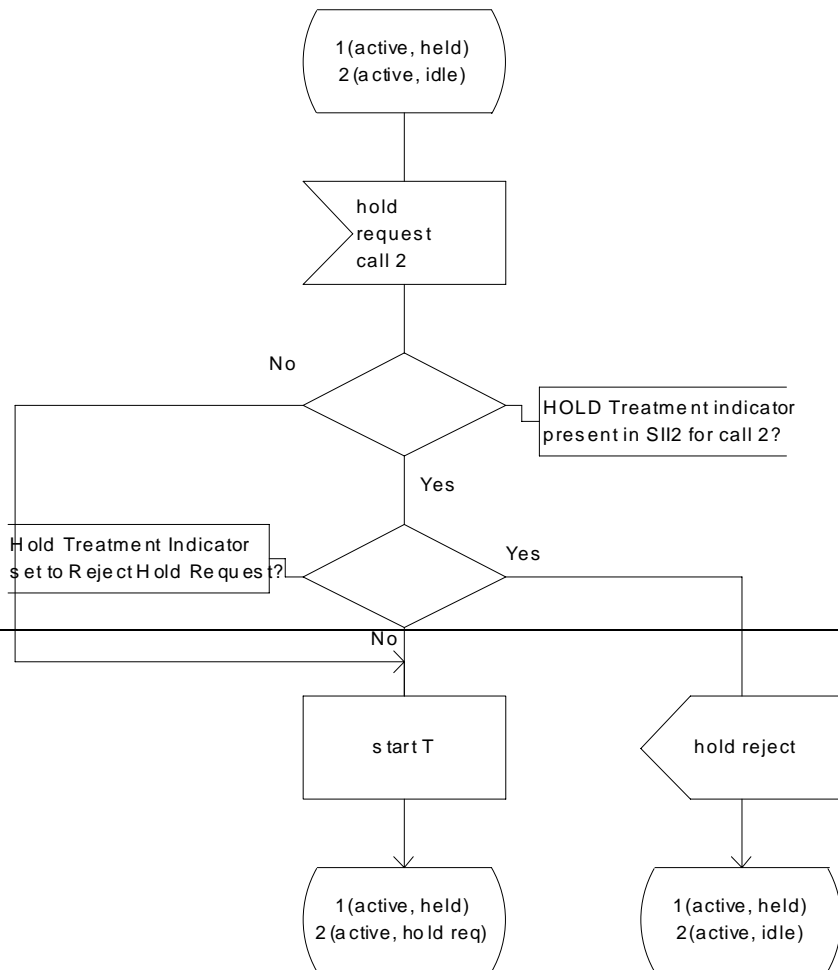 1(active, held)
2(active, idle)
hold
request
call 2
No
HOLD Treatment indicator
present in SII2 for call 2?
Yes
Hold Treatment Indicator
set to Reject Hold Request?
Yes
No
start T
hold reject
1(active, held)
2(active, hold req)
1(active, held)
2(active, idle)